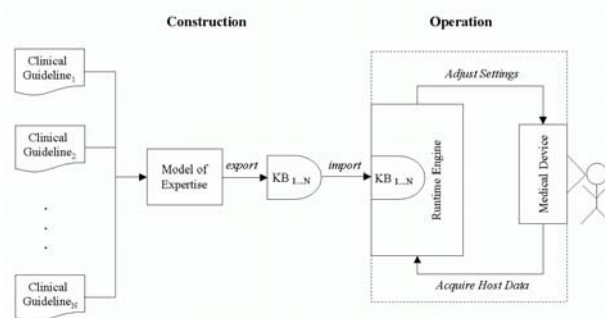 Construction
Operation
Clinical
Guideline1
Clinical
Guideline2
.
.
.
Clinical
GuidelineN
Model of
Expertise
export
KB 1...N
import
KB 1...N
Runtime Engine
Adjust Settings
Medical Device
Acquire Host Data